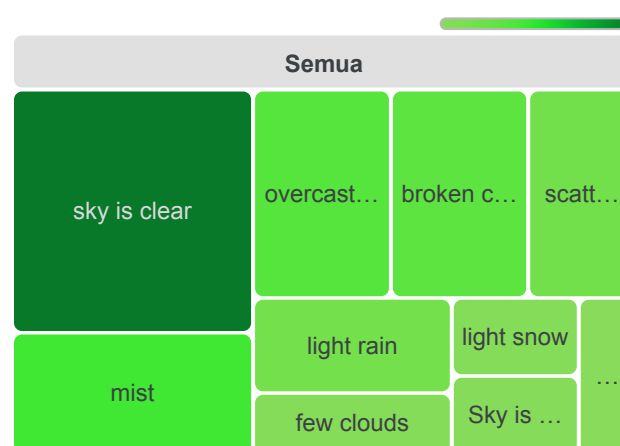 Semua
sky is clear
overcast…
broken c…
scatt…
light rain
light snow
mist
few clouds
Sky is …
…